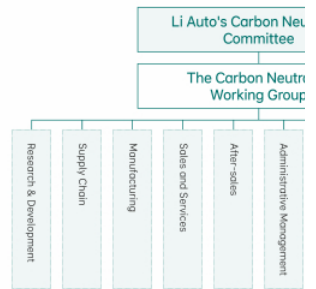 Li Auto's Carbon Neu
Committee
The Carbon Neutr
Working Group
Research & Development
Supply Chain
Manufacturing
Sales and Services
After-sales
Administrative Management